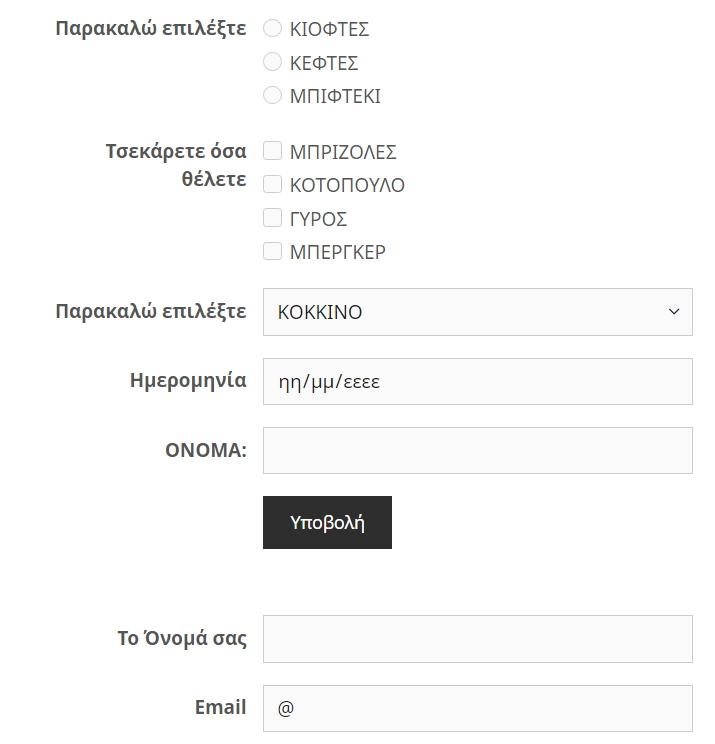 Παρακαλώ επιλέξτε
ΚΙΟΦΤΕΣ
ΚΕΦΤΕΣ
ΜΠΙΦΤΕΚΙ
Τσεκάρετε όσα
θέλετε
ΜΠΡΙΖΟΛΕΣ
ΚΟΤΟΠΟΥΛΟ
ΓΥΡΟΣ
ΜΠΕΡΓΚΕΡ
Παρακαλώ επιλέξτε
ΚΟΚΚΙΝΟ
Ημερομηνία
ηη/μμ/εεεε
ΟΝΟΜΑ:
Υποβολή
Το Όνομά σας
Email
@